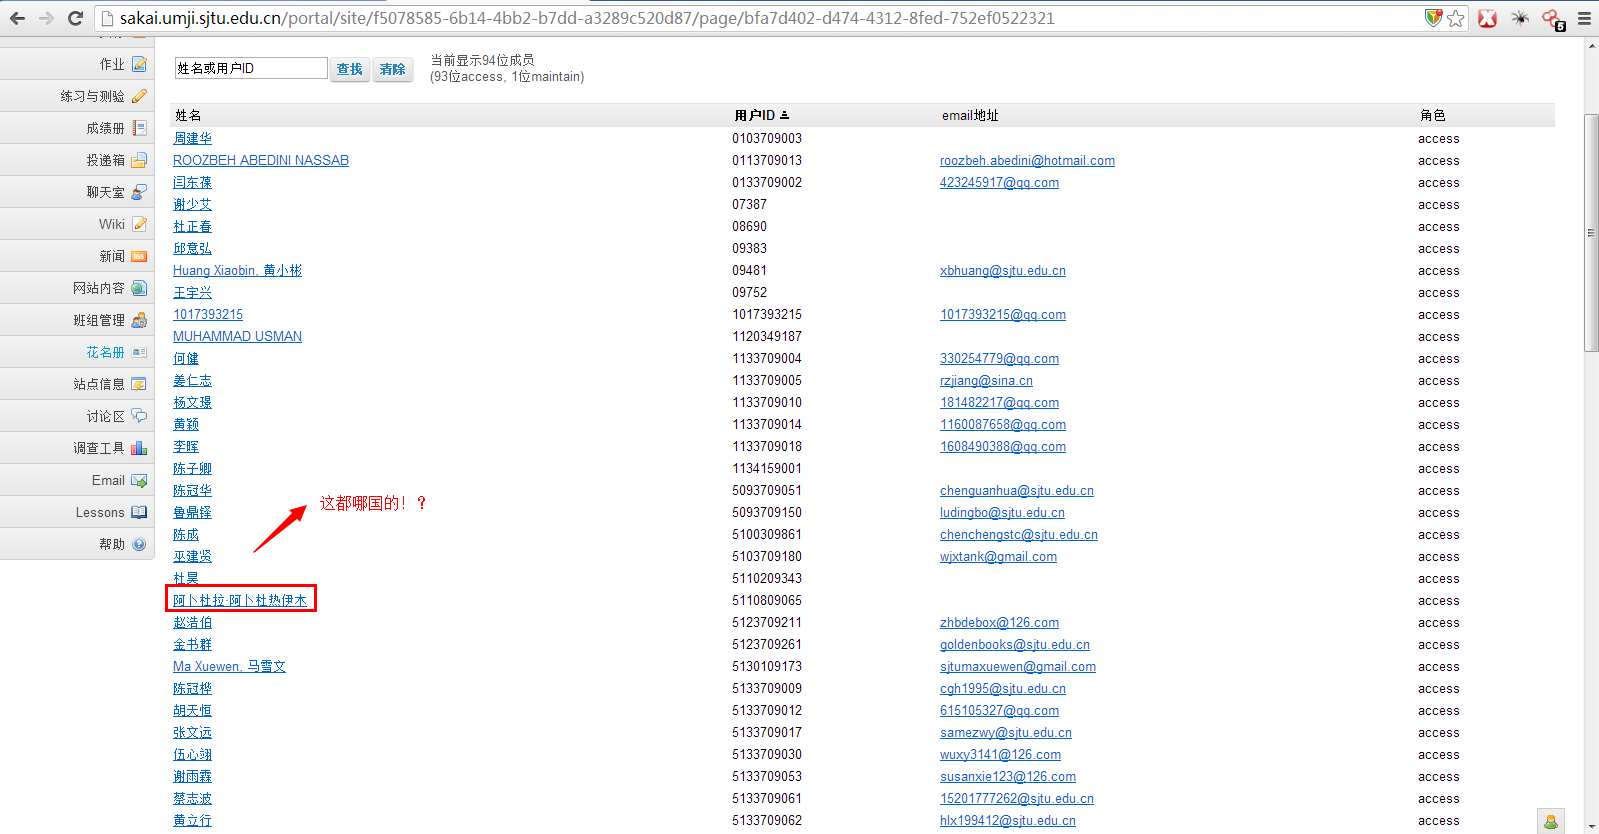 sakai.umji.sjtu.edu.cn/portal/site/f5078585-6b14-4bb2-b7dd-a3289c520d87/page/bfa7d402-d474-4312-8fed-752ef0522321
5
作业
练习与测验
成绩册
投递箱
聊天室
Wiki
新闻
网站内容
班组管理
花名册
站点信息
讨论区
调查工具
Email
Lessons
帮助
姓名或用户ID 查找 清除
当前显示94位成员
(93位access, 1位maintain)
姓名 用户ID email地址 角色
周建华 0103709003 access
ROOZBEH ABEDINI NASSAB 0113709013 roozbeh.abedini@hotmail.com access
闫东葆 0133709002 423245917@qq.com access
谢少艾 07387 access
杜正春 08690 access
邱意弘 09383 access
Huang Xiaobin, 黄小彬 09481 xbhuang@sjtu.edu.cn access
王宇兴 09752 access
1017393215 1017393215 1017393215@qq.com access
MUHAMMAD USMAN 1120349187 access
何健 1133709004 330254779@qq.com access
姜仁志 1133709005 rzjiang@sina.cn access
杨文璟 1133709010 181482217@qq.com access
黄颖 1133709014 1160087658@qq.com access
李晖 1133709018 1608490388@qq.com access
陈子卿 1134159001 access
陈冠华 5093709051 chenguanhua@sjtu.edu.cn access
这都哪国的！？
鲁鼎铎 5093709150 ludingbo@sjtu.edu.cn access
陈成 5100309861 chenchengstc@sjtu.edu.cn access
巫建贤 5103709180 wjxtank@gmail.com access
杜昊 5110209343 access
阿卜杜拉·阿卜杜热伊木 5110809065 access
赵浩伯 5123709211 zhbdebox@126.com access
金书群 5123709261 goldenbooks@sjtu.edu.cn access
Ma Xuewen, 马雪文 5130109173 sjtumaxuewen@gmail.com access
陈冠桦 5133709009 cgh1995@sjtu.edu.cn access
胡天恒 5133709012 615105327@qq.com access
张文远 5133709017 samezwy@sjtu.edu.cn access
伍心翊 5133709030 wuxy3141@126.com access
谢雨霖 5133709053 susanxie123@126.com access
蔡志波 5133709061 15201777262@sjtu.edu.cn access
黄立行 5133709062 hlx199412@sjtu.edu.cn access